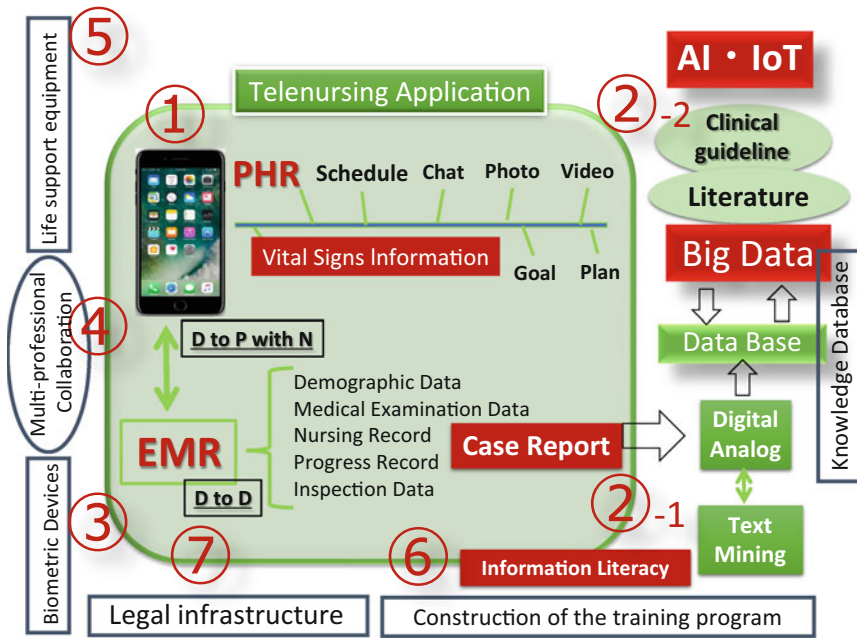 ⑤
Life support equipment
AI・IoT
Telenursing Application
①
②-2
Clinical
guideline
PHR
Schedule
Chat
Photo
Video
Literature
Vital Signs Information
Goal
Plan
Big Data
④
Multi-professional
Collaboration
D to P with N
Data Base
Knowledge Database
Demographic Data
Medical Examination Data
Nursing Record
Progress Record
Inspection Data
EMR
D to D
Case Report
Digital
Analog
②-1
Text
Mining
③
Biometric Devices
⑦
⑥
Information Literacy
Legal infrastructure
Construction of the training program